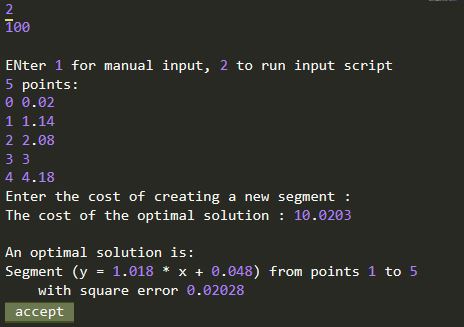 2
100
ENter 1 for manual input, 2 to run input script
5 points:
0 0.02
1 1.14
2 2.08
3 3
4 4.18
Enter the cost of creating a new segment :
The cost of the optimal solution : 10.0203
An optimal solution is:
Segment (y = 1.018 * x + 0.048) from points 1 to 5
with square error 0.02028
accept